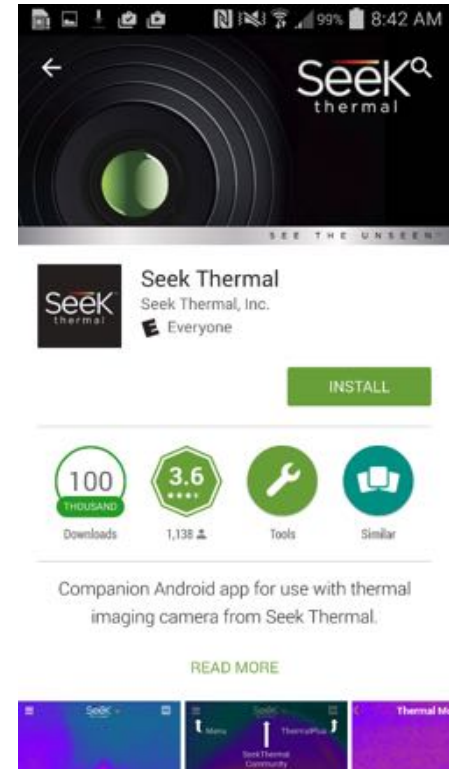 99% 8:42 AM
Seek
thermal
SEE THE UNSEEN
Seek
thermal
Seek Thermal
Seek Thermal, Inc.
E Everyone
INSTALL
100
THOUSAND
3.6
Downloads
1,138
Tools
Similar
Companion Android app for use with thermal
imaging camera from Seek Thermal.
READ MORE
Seek
Seek
Menu
ThermalPlus
SeekThermal
Community
Thermal